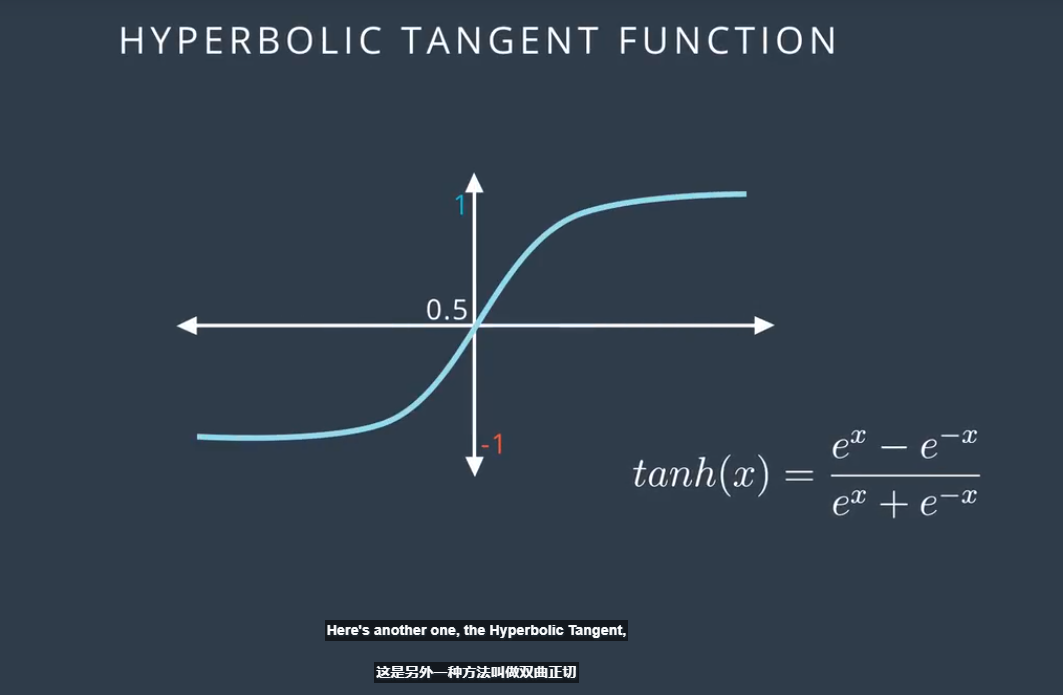 HYPERBOLIC TANGENT FUNCTION
1
0.5
-1
tanh(x) = \frac{e^x - e^{-x}}{e^x + e^{-x}}
Here's another one, the Hyperbolic Tangent,
这是另外一种方法叫做双曲正切